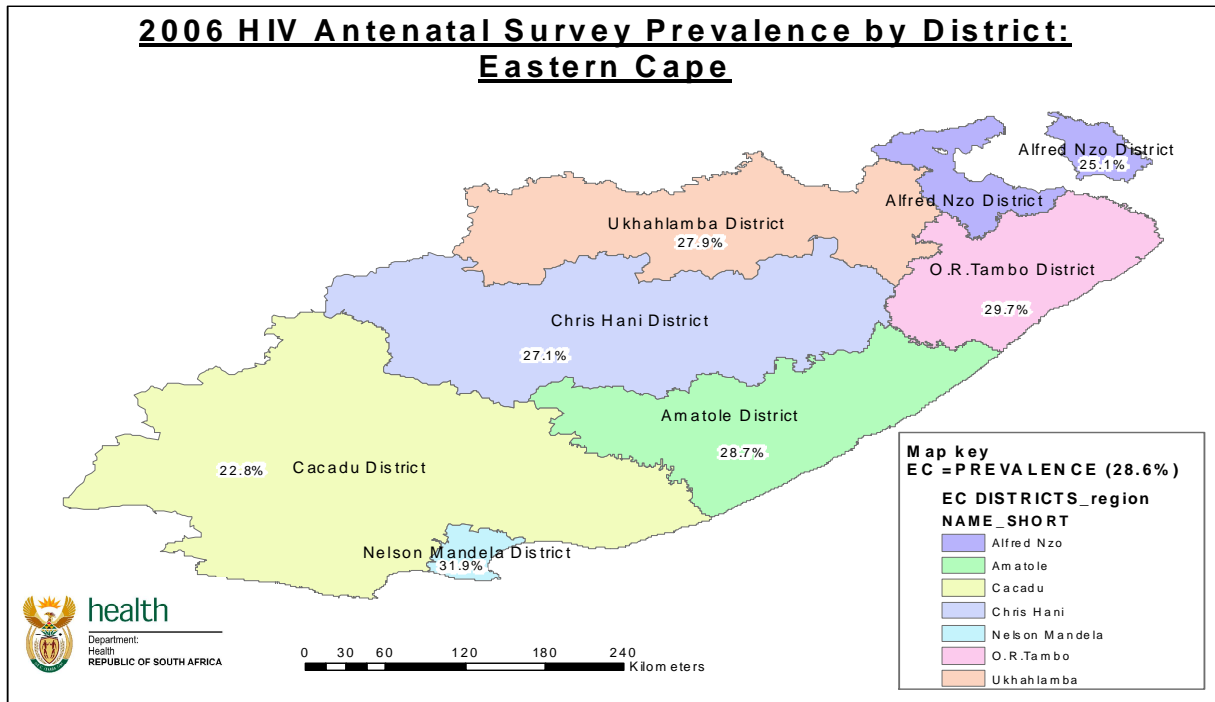 2006 HIV Antenatal Survey Prevalence by District:
Eastern Cape
Alfred Nzo District
25.1%
Alfred Nzo District
Ukhahlamba District
27.9%
O.R.Tambo District
29.7%
Chris Hani District
27.1%
Amatole District
28.7%
Cacadu District
22.8%
Nelson Mandela District
31.9%
Map key
EC =PREVALENCE (28.6%)
EC DISTRICTS_region
NAME_SHORT
Alfred Nzo
Amatole
Cacadu
Chris Hani
Nelson Mandela
O.R.Tambo
Ukhahlamba
health
Department:
Health
REPUBLIC OF SOUTH AFRICA
0 30 60 120 180 240
Kilometers